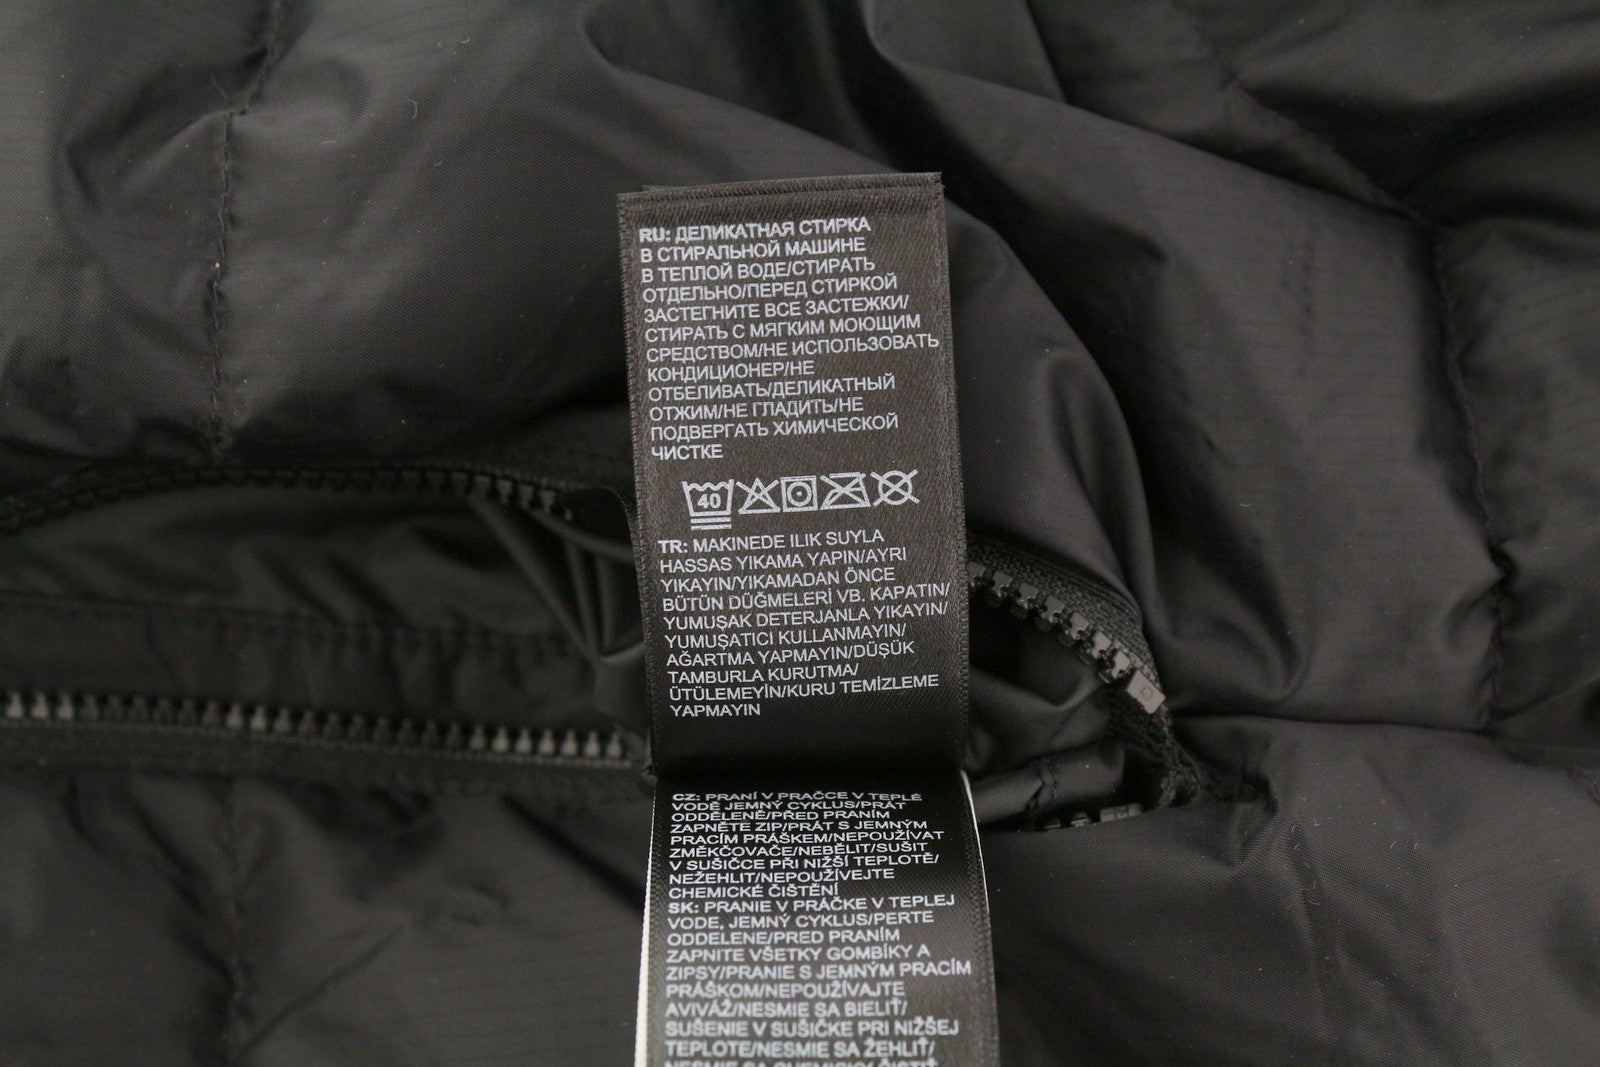 RU: ДЕЛИКАТНАЯ СТИРКА
В СТИРАЛЬНОЙ МАШИНЕ
В ТЕПЛОЙ ВОДЕ/СТИРАТЬ
ОТДЕЛЬНО/ПЕРЕД СТИРКОЙ
ЗАСТЕГНИТЕ ВСЕ ЗАСТЕЖКИ/
СТИРАТЬ С МЯГКИМ МОЮЩИМ
СРЕДСТВОМ/НЕ ИСПОЛЬЗОВАТЬ
КОНДИЦИОНЕР/НЕ
ОТБЕЛИВАТЬ/ДЕЛИКАТНЫЙ
ОТЖИМ/НЕ ГЛАДИТЬ/НЕ
ПОДВЕРГАТЬ ХИМИЧЕСКОЙ
ЧИСТКЕ
40
TR: MAKINEDE ILIK SUYLA
HASSAS YIKAMA YAPIN/AYRI
YIKAYIN/YIKAMADAN ÖNCE
BÜTÜN DÜĞMELERİ VB. KAPATIN/
YUMUŞAK DETERJANLA YIKAYIN/
YUMUŞATICI KULLANMAYIN/
AĞARTMA YAPMAYIN/DÜŞÜK
TAMBURLA KURUTMA/
ÜTÜLEMEYİN/KURU TEMİZLEME
YAPMAYIN
CZ: PRANÍ V PRAČCE V TEPLÉ
VODĚ JEMNÝ CYKLUS/PRÁT
ODDĚLENĚ/PŘED PRANÍM
ZAPNĚTE ZIP/PRÁT S JEMNÝM
PRACÍM PRÁŠKEM/NEPOUŽÍVAT
ZMĚKČOVAČE/NEBĚLIT/SUŠIT
V SUŠIČCE PŘI NIŽŠÍ TEPLOTĚ/
NEŽEHLIT/NEPOUŽÍVEJTE
CHEMICKÉ ČIŠTĚNÍ
SK: PRANIE V PRÁČKE V TEPLEJ
VODE, JEMNÝ CYKLUS/PERTE
ODDELENE/PRED PRANÍM
ZAPNITE VŠETKY GOMBÍKY A
ZIPSY/PRANIE S JEMNÝM PRACÍM
PRÁŠKOM/NEPOUŽÍVAJTE
AVIVÁŽ/NESMIE SA BIELIŤ/
SUŠENIE V SUŠIČKE PRI NIŽŠEJ
TEPLOTE/NESMIE SA ŽEHLIŤ/
NESMIE SA CHEMICKY ČISTIŤ